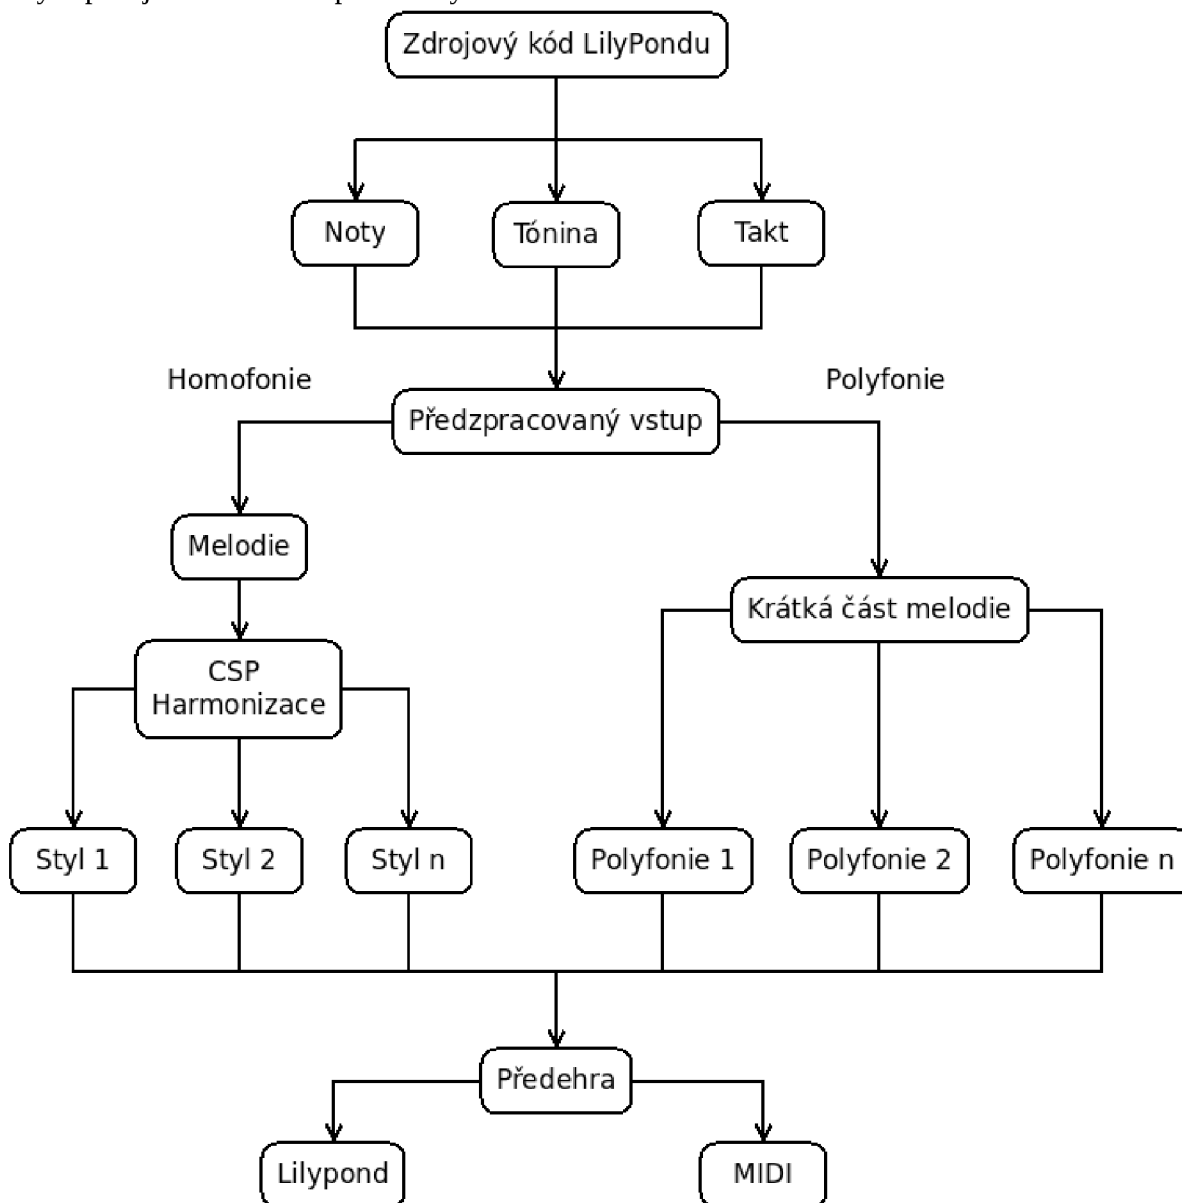 Zdrojový kód LilyPondu
Noty
Tónina
Takt
Homofonie
Polyfonie
Předzpracovaný vstup
Melodie
Krátká část melodie
CSP
Harmonizace
Styl 1
Styl 2
Styl n
Polyfonie 1
Polyfonie 2
Polyfonie n
Předehra
Lilypond
MIDI